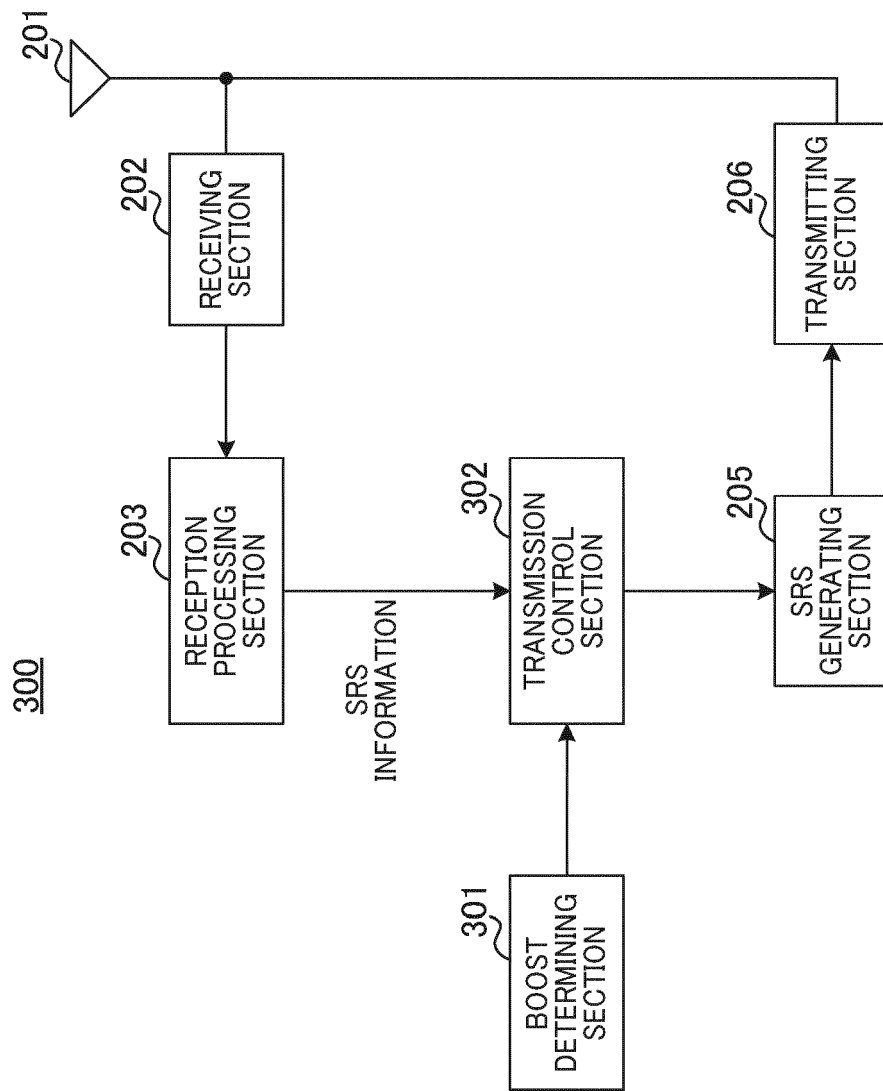 300
201
202
RECEIVING
SECTION
203
RECEPTION
PROCESSING
SECTION
SRS
INFORMATION
301
BOOST
DETERMINING
SECTION
302
TRANSMISSION
CONTROL
SECTION
205
SRS
GENERATING
SECTION
206
TRANSMITTING
SECTION